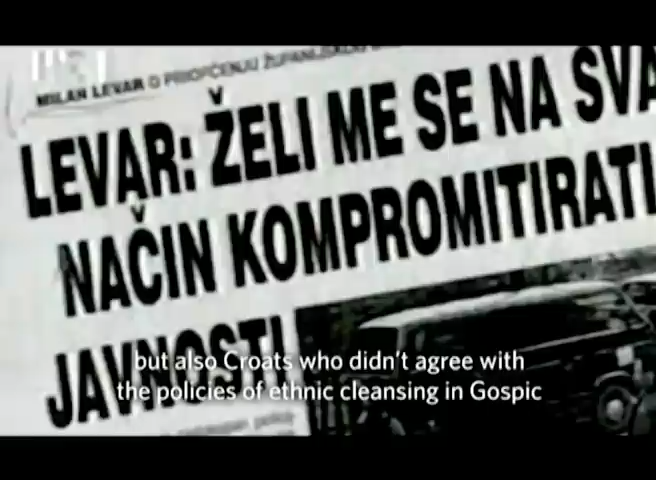 MILAN LEVAR O PRIOPĆENJU ŽUPANIJSKOG
LEVAR: ŽELI ME SE NA SVA
NAČIN KOMPROMITIRATI
JAVNOSTI
but also Croats who didn't agree with
the policies of ethnic cleansing in Gospic